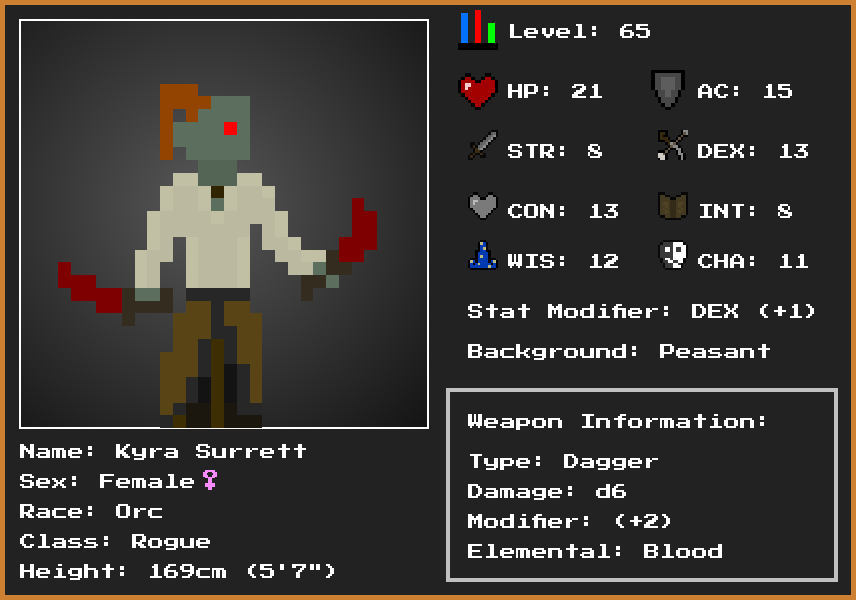 Level: 65
HP: 21
AC: 15
STR: 8
DEX: 13
CON: 13
INT: 8
WIS: 12
CHA: 11
Stat Modifier: DEX (+1)
Background: Peasant
Weapon Information:
Type: Dagger
Damage: d6
Modifier: (+2)
Elemental: Blood
Name: Kyra Surrett
Sex: Female♀
Race: Orc
Class: Rogue
Height: 169cm (5'7")